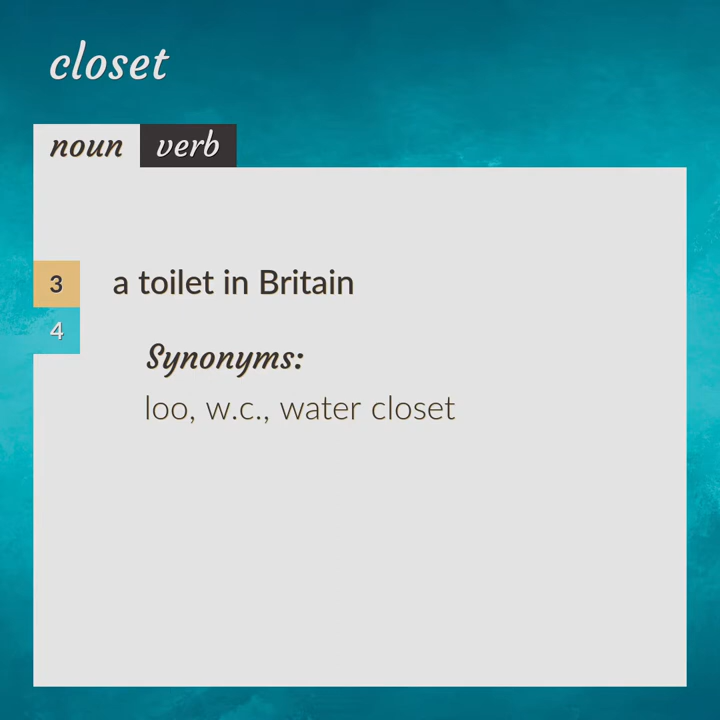 closet
noun verb
3 a toilet in Britain
4
Synonyms:
loo, w.c., water closet